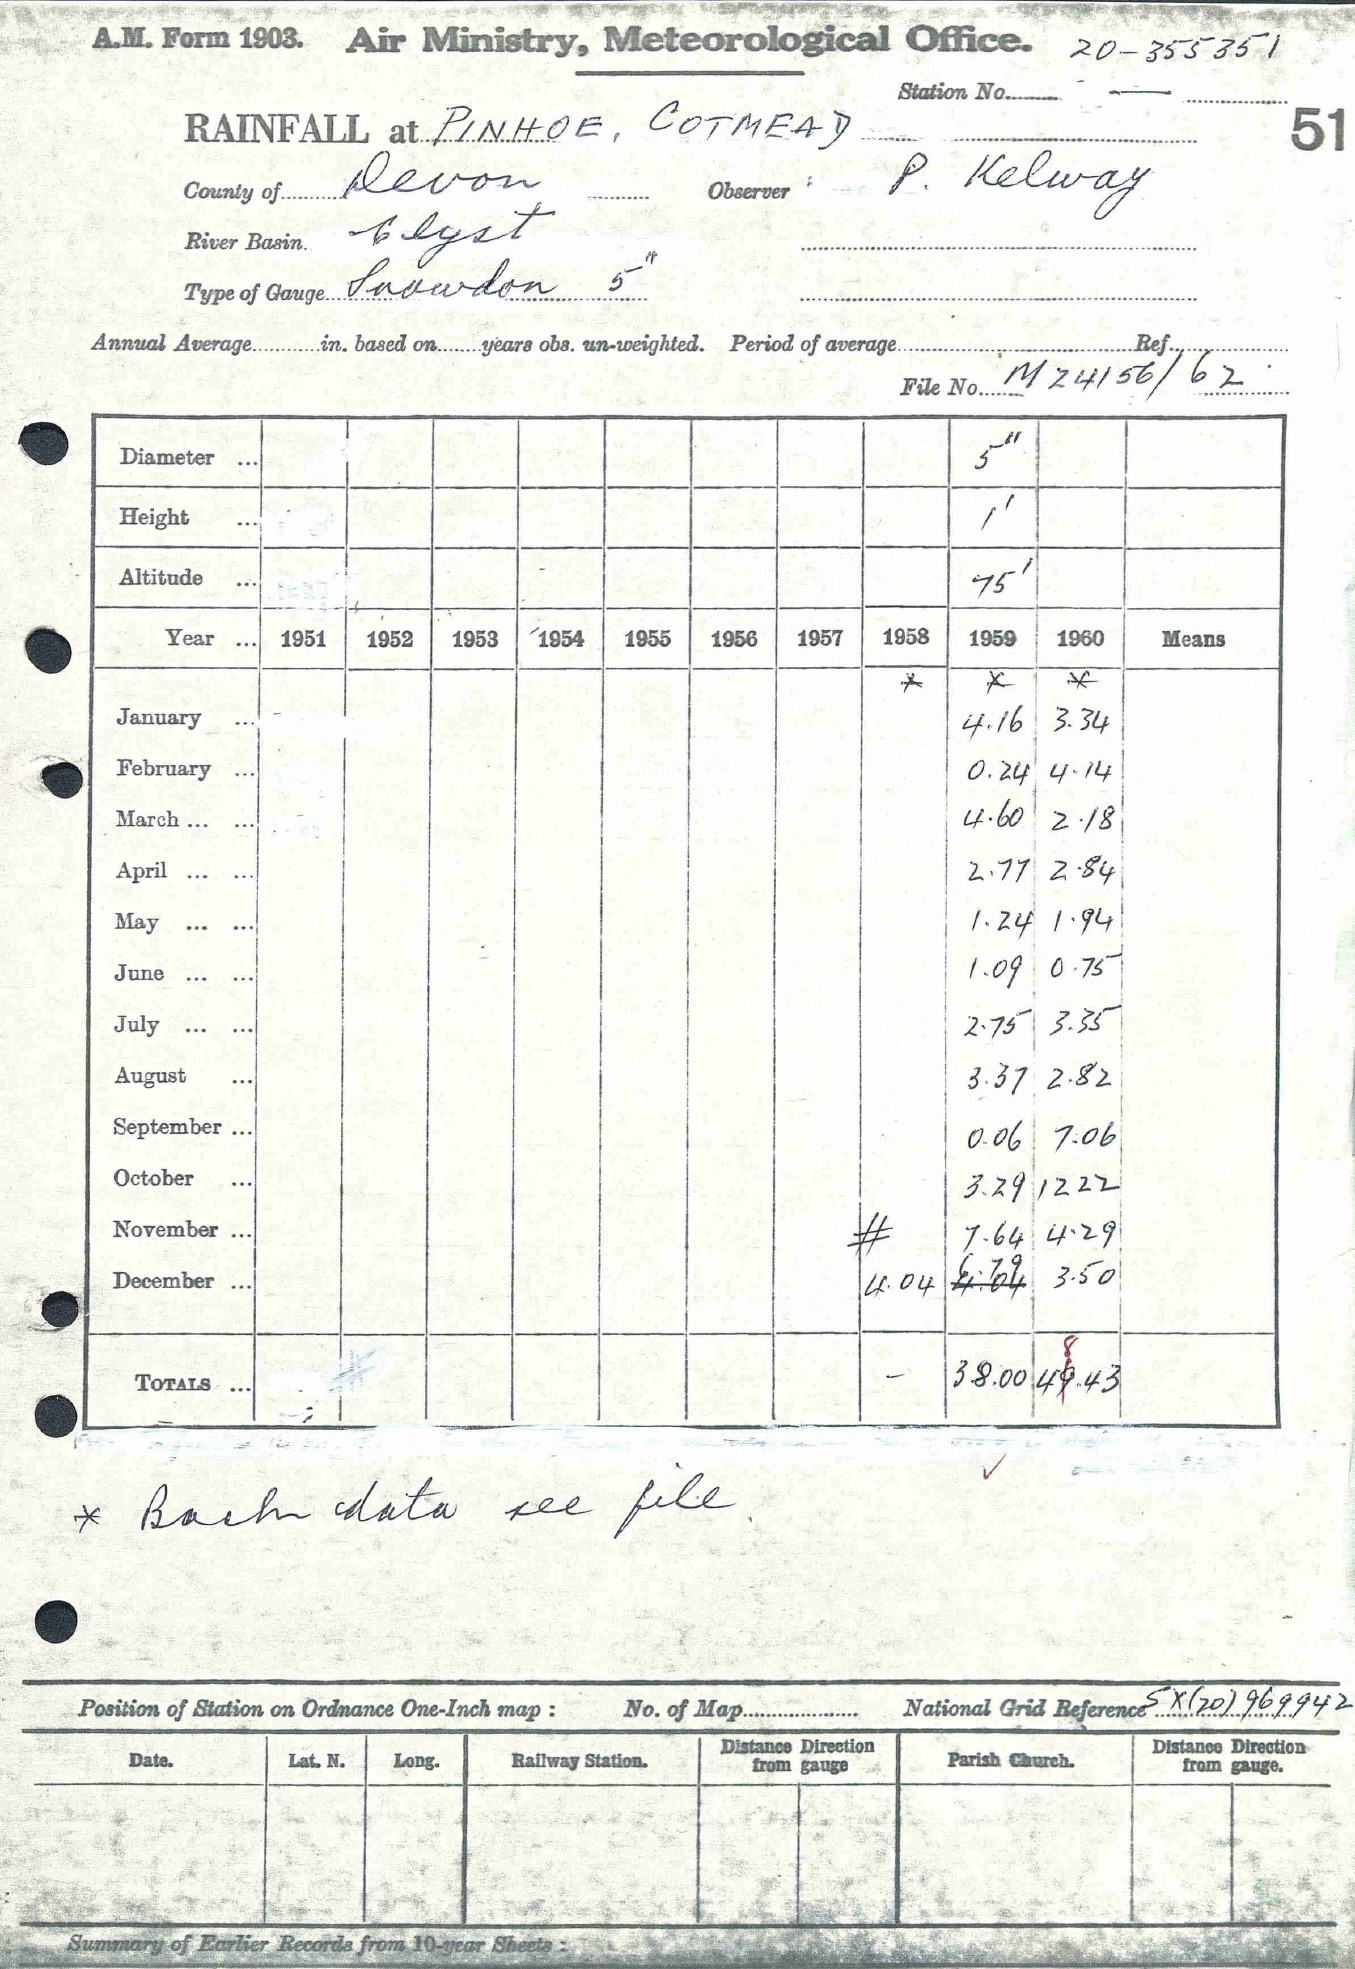 A.M. Form 1903. Air Ministry, Meteorological Office. 20-355351
Station No. —
51
RAINFALL at PINHOE, COTMEAD
County of Devon Observer P. Kelway
River Basin. Clyst
Type of Gauge Snowdon 5"
Annual Average............in. based on.......years obs. un-weighted. Period of average............Ref............
File No. MZ4156/62
Diameter ... 5"
Height ... 1'
Altitude ... 75'
Year ... 1951 1952 1953 1954 1955 1956 1957 1958 1959 1960 Means
* * *
January ... 4.16 3.34
February ... 0.24 4.14
March ... ... 4.60 2.18
April ... ... 2.77 2.84
May ... ... 1.24 1.94
June ... ... 1.09 0.75
July ... ... 2.75 3.35
August ... 3.37 2.82
September ... 0.06 7.06
October ... 3.29 12 22
November ... # 7.64 4.29
6.79
December ... 4.04 4.04 3.50
8
TOTALS ... - 38.00 49.43
✓
* Back data see file
Position of Station on Ordnance One-Inch map : No. of Map.................... National Grid Reference SX(20) 969942
Date. Lat. N. Long. Railway Station. Distance from gauge Direction Parish Church. Distance from gauge. Direction
Summary of Earlier Records from 10-year Sheets :